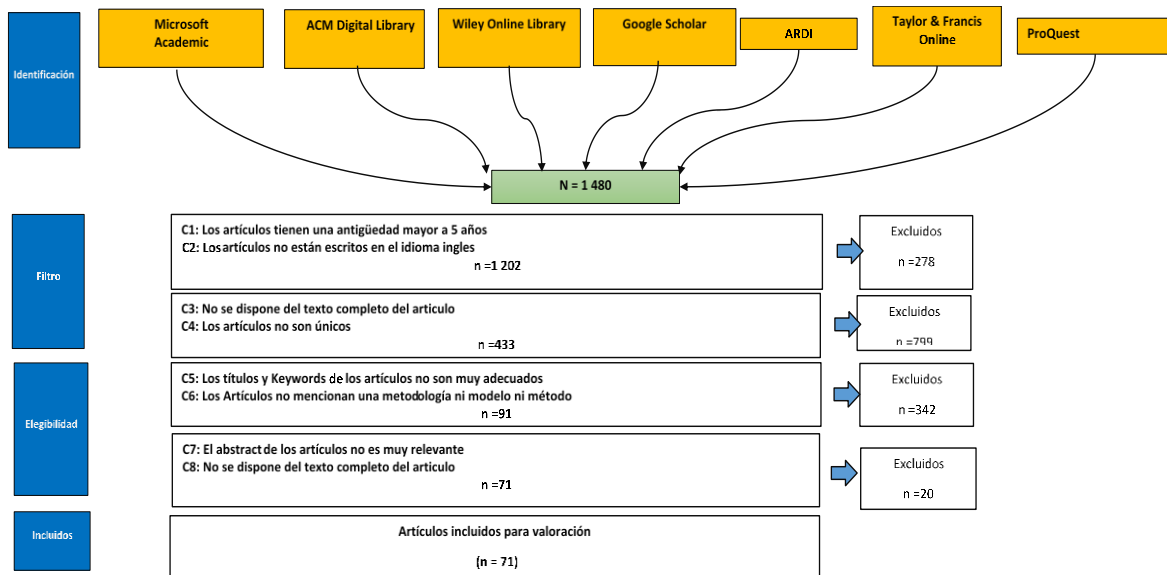 Microsoft
Academic
ACM Digital Library
Wiley Online Library
Google Scholar
ARDI
Taylor & Francis
Online
ProQuest
Identificación
N = 1 480
Filtro
C1: Los artículos tienen una antigüedad mayor a 5 años
C2: Los artículos no están escritos en el idioma ingles
n =1 202
Excluidos
n =278
C3: No se dispone del texto completo del articulo
C4: Los artículos no son únicos
n =433
Excluidos
n =799
Elegibilidad
C5: Los títulos y Keywords de los artículos no son muy adecuados
C6: Los Artículos no mencionan una metodología ni modelo ni método
n =91
Excluidos
n =342
C7: El abstract de los artículos no es muy relevante
C8: No se dispone del texto completo del articulo
n =71
Excluidos
n =20
Incluidos
Artículos incluidos para valoración
(n = 71)